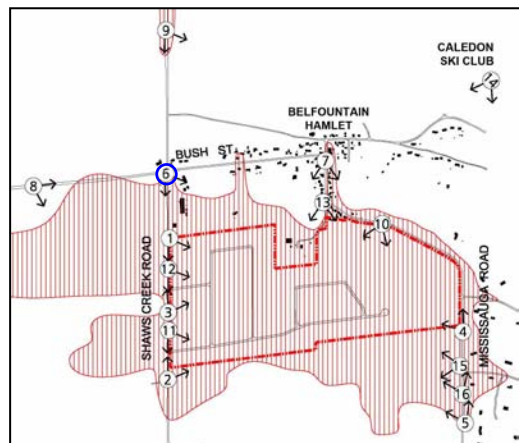 9
CALEDON
SKI CLUB
14
BELFOUNTAIN
HAMLET
BUSH ST.
7
6
8
13
10
1
12
SHAWS CREEK ROAD
3
11
MISSISSAUGA ROAD
4
2
15
16
5